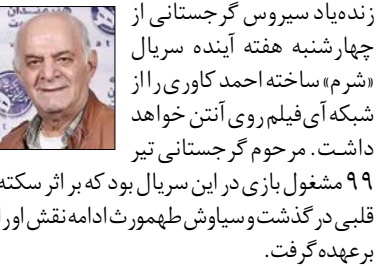 زنده‌یاد سیروس گرجستانی از
چهارشنبه هفته آینده سریال
«شرم» ساخته احمد کاوری را از
شبکه آی‌فیلم روی آنتن خواهد
داشت. مرحوم گرجستانی تیر
۹۹ مشغول بازی در این سریال بود که بر اثر سکته
قلبی درگذشت و سیاوش طهمورث ادامه نقش او را
برعهده گرفت.